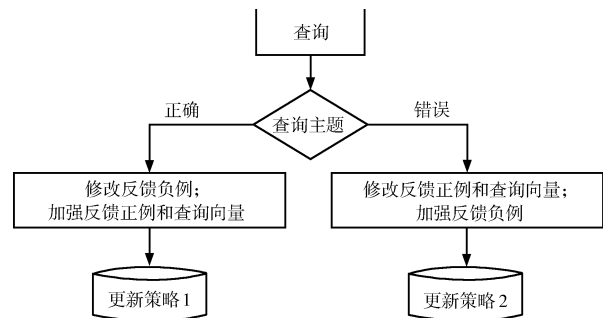 查询
正确
查询主题
错误
修改反馈负例；
加强反馈正例和查询向量
修改反馈正例和查询向量；
加强反馈负例
更新策略1
更新策略2